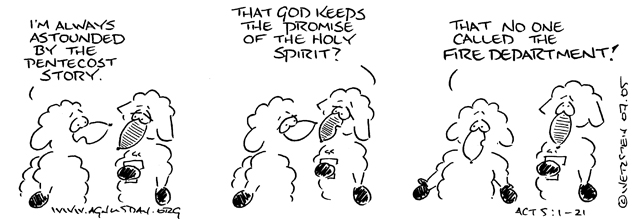 I'M ALWAYS
ASTOUNDED
BY THE
PENTECOST
STORY.
THAT GOD KEEPS
THE PROMISE
OF THE HOLY
SPIRIT?
THAT NO ONE
CALLED THE
FIRE DEPARTMENT!
WWW.AGNUSDAY.ORG
ACTS:1-21
©WETZSTEIN 07.05